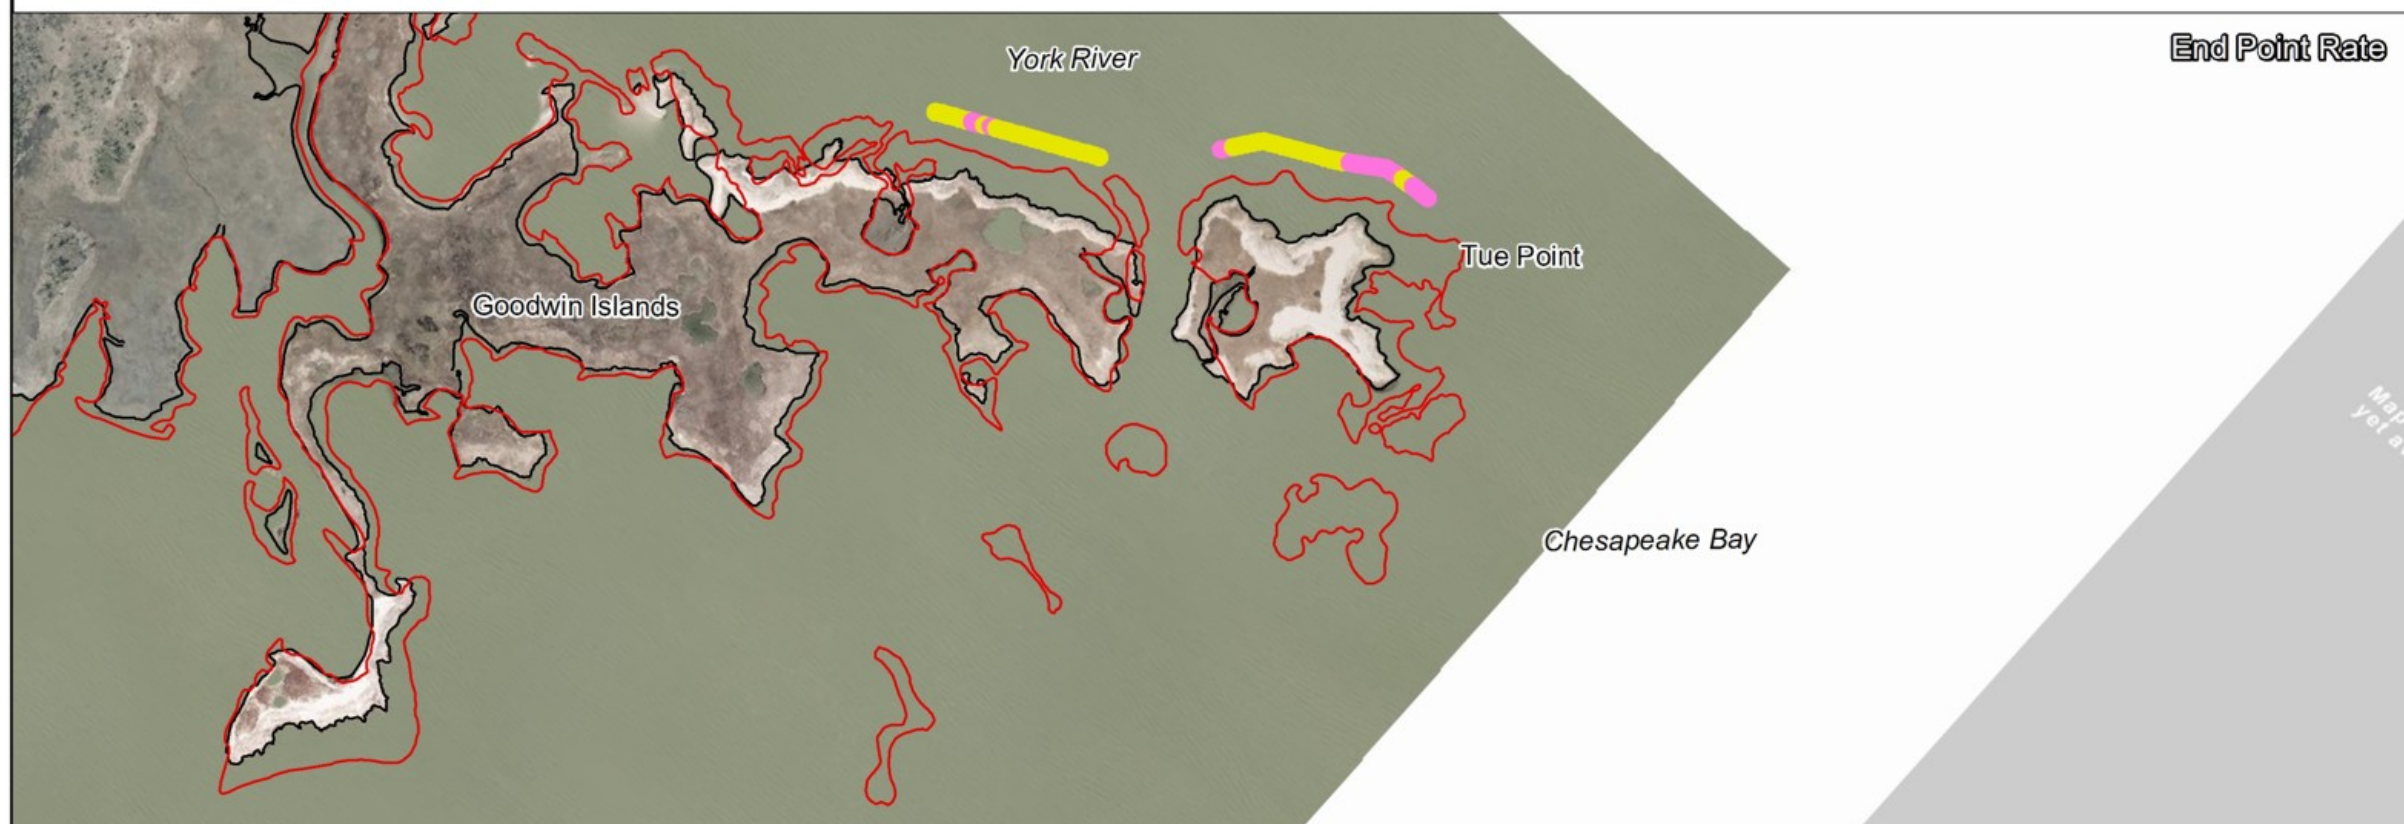 York River
End Point Rate
Tue Point
Goodwin Islands
Chesapeake Bay